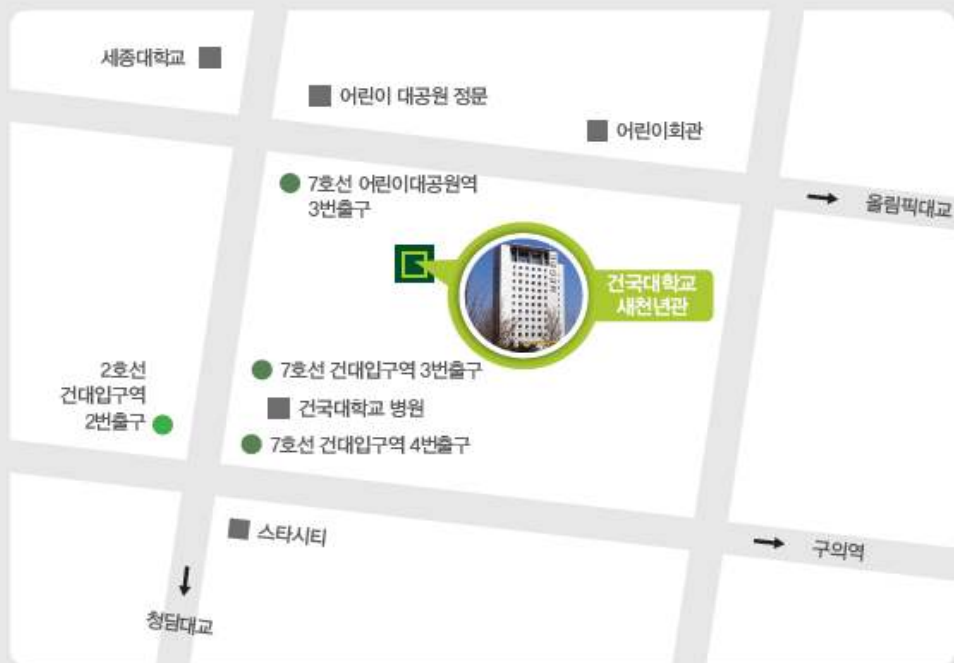 세종대학교
어린이 대공원 정문
어린이회관
7호선 어린이대공원역
3번출구
올림픽대교
건국대학교
새천년관
2호선
건대입구역
2번출구
7호선 건대입구역 3번출구
건국대학교 병원
7호선 건대입구역 4번출구
스타시티
구의역
청담대교